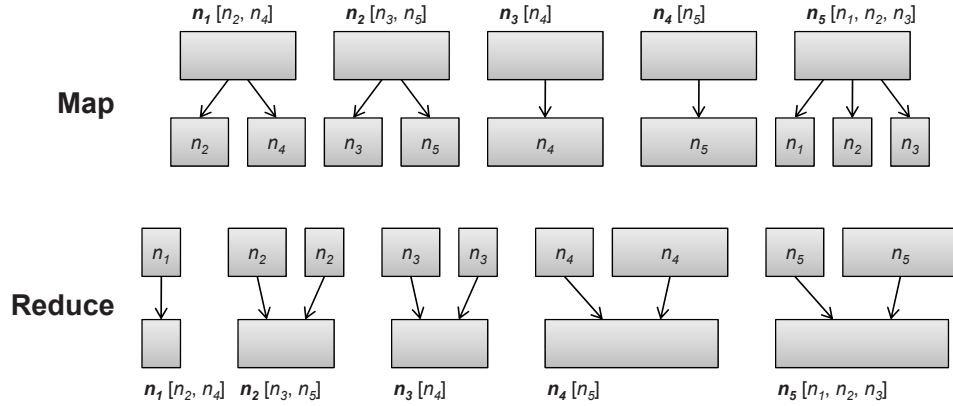 n₁ [n₂, n₄] n₂ [n₃, n₅] n₃ [n₄] n₄ [n₅] n₅ [n₁, n₂, n₃]
Map
n₂ n₄ n₃ n₅ n₄ n₅ n₁ n₂ n₃
n₁ n₂ n₂ n₃ n₃ n₄ n₄ n₅ n₅
Reduce
n₁ [n₂, n₄] n₂ [n₃, n₅] n₃ [n₄] n₄ [n₅] n₅ [n₁, n₂, n₃]